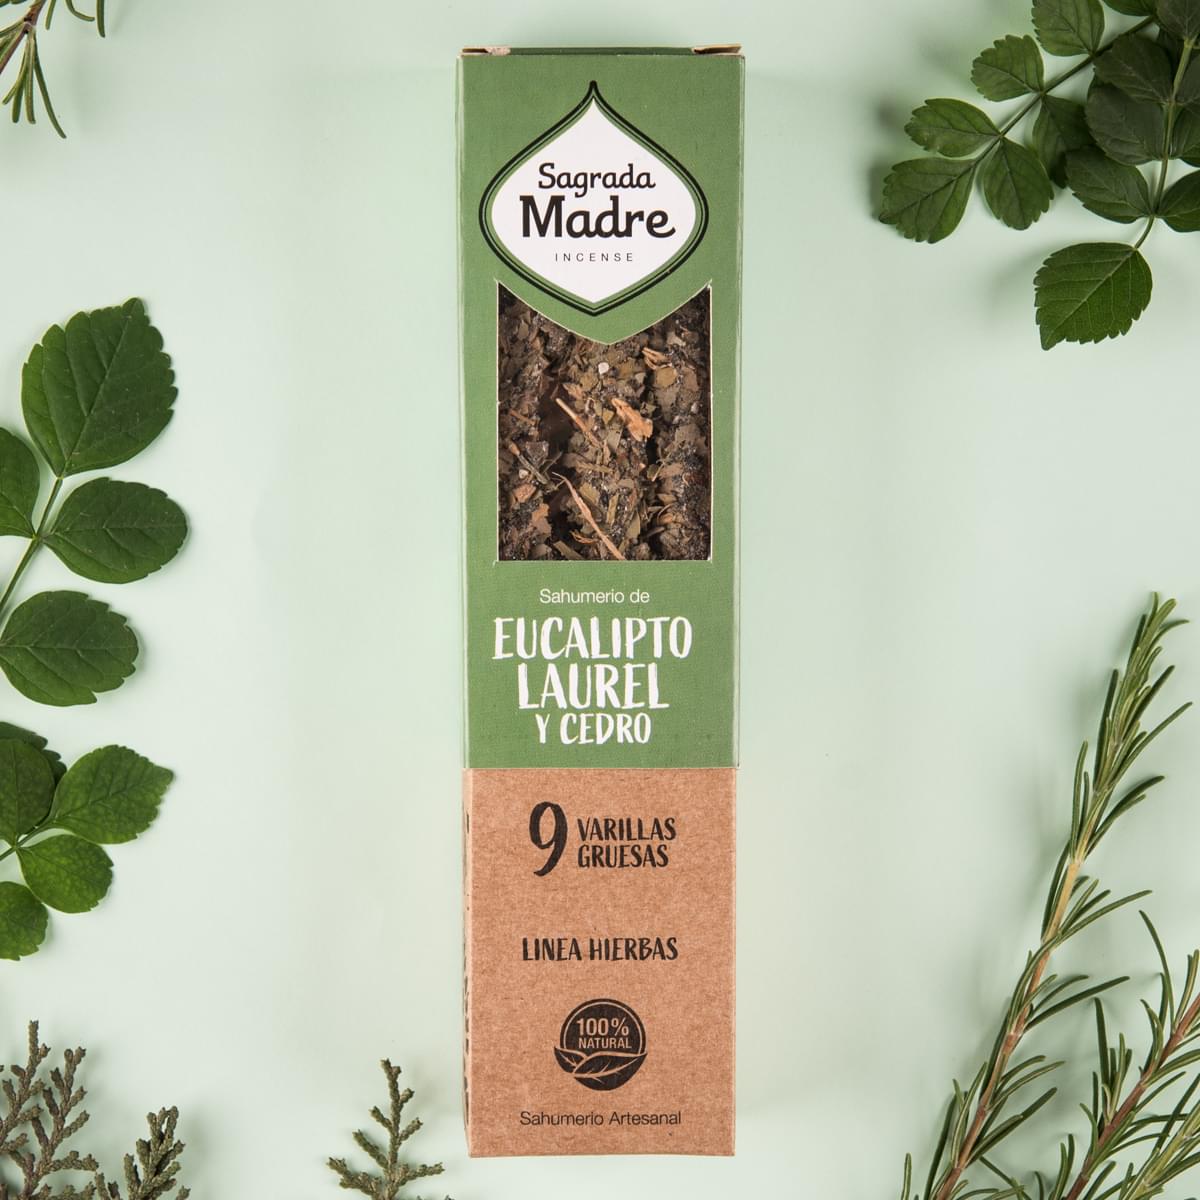 Sagrada
Madre
INCENSE
Sahumerio de
EUCALIPTO
LAUREL
Y CEDRO
9 VARILLAS
GRUESAS
LINEA HIERBAS
100%
NATURAL
Sahumerio Artesanal